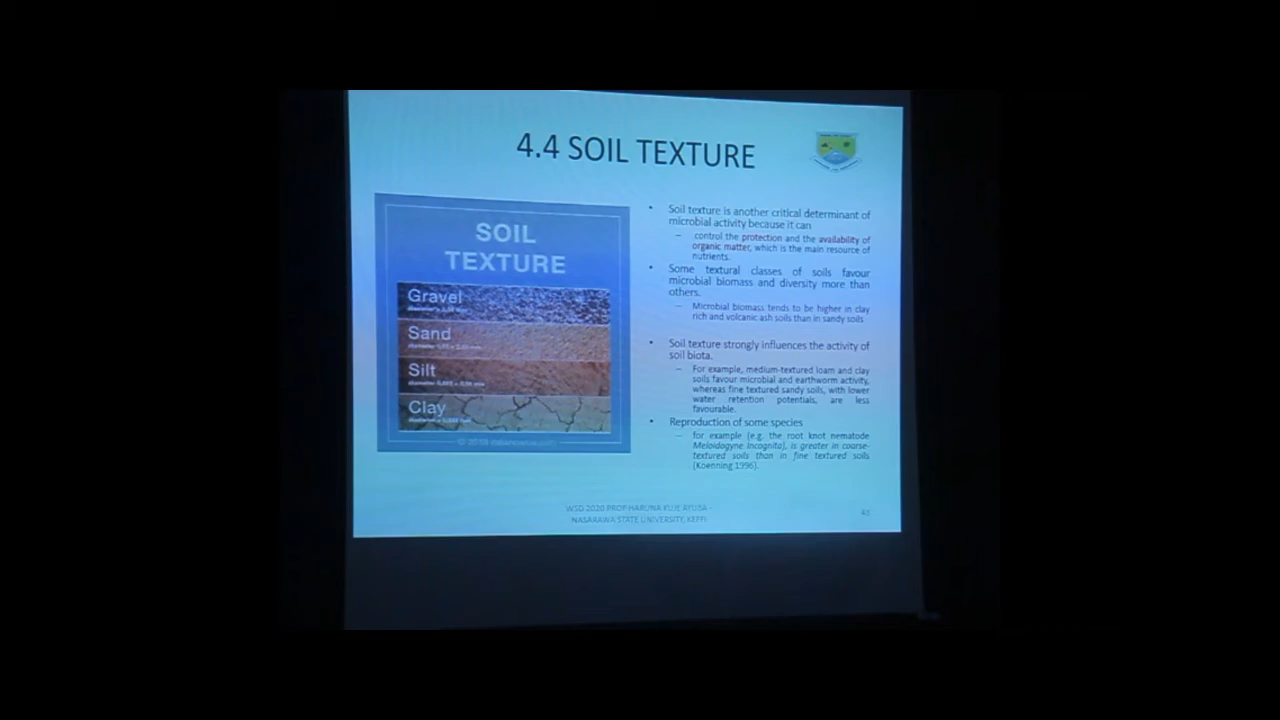 4.4 SOIL TEXTURE
SOIL
TEXTURE
Gravel
Sand
Silt
Clay
• Soil texture is another critical determinant of
microbial activity because it can
– control the protection and the availability of
organic matter, which is the main resource of
nutrients.
• Some textural classes of soils favour
microbial biomass and diversity more than
others.
– Microbial biomass tends to be higher in clay
rich and volcanic ash soils than in sandy soils
• Soil texture strongly influences the activity of
soil biota.
– For example, medium-textured loam and clay
soils favour microbial and earthworm activity,
whereas fine textured sandy soils, with lower
water retention potentials, are less
favourable.
• Reproduction of some species
– for example (e.g. the root knot nematode
Meloidogyne Incognita), is greater in coarse-
textured soils than in fine textured soils
(Koenning 1996).
WSD 2020 PROF HARUNA KUJE AYUBA -
NASARAWA STATE UNIVERSITY, KEFFI